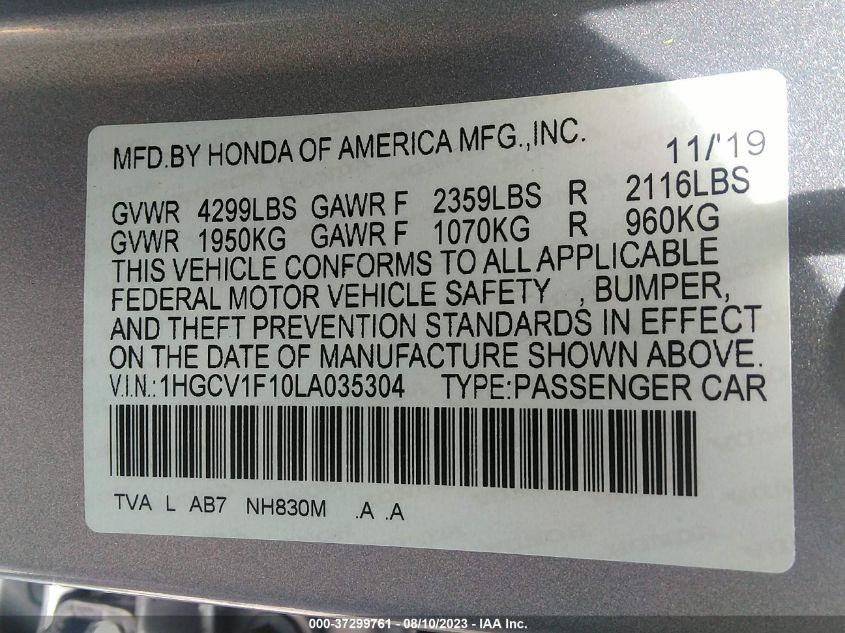 MFD.BY HONDA OF AMERICA MFG.,INC. 11/'19
GVWR 4299LBS GAWR F 2359LBS R 2116LBS
GVWR 1950KG GAWR F 1070KG R 960KG
THIS VEHICLE CONFORMS TO ALL APPLICABLE
FEDERAL MOTOR VEHICLE SAFETY , BUMPER,
AND THEFT PREVENTION STANDARDS IN EFFECT
ON THE DATE OF MANUFACTURE SHOWN ABOVE.
V.I.N.:1HGCV1F10LA035304 TYPE:PASSENGER CAR
TVA L AB7 NH830M .A .A
000-37299761 - 08/10/2023 - IAA Inc.